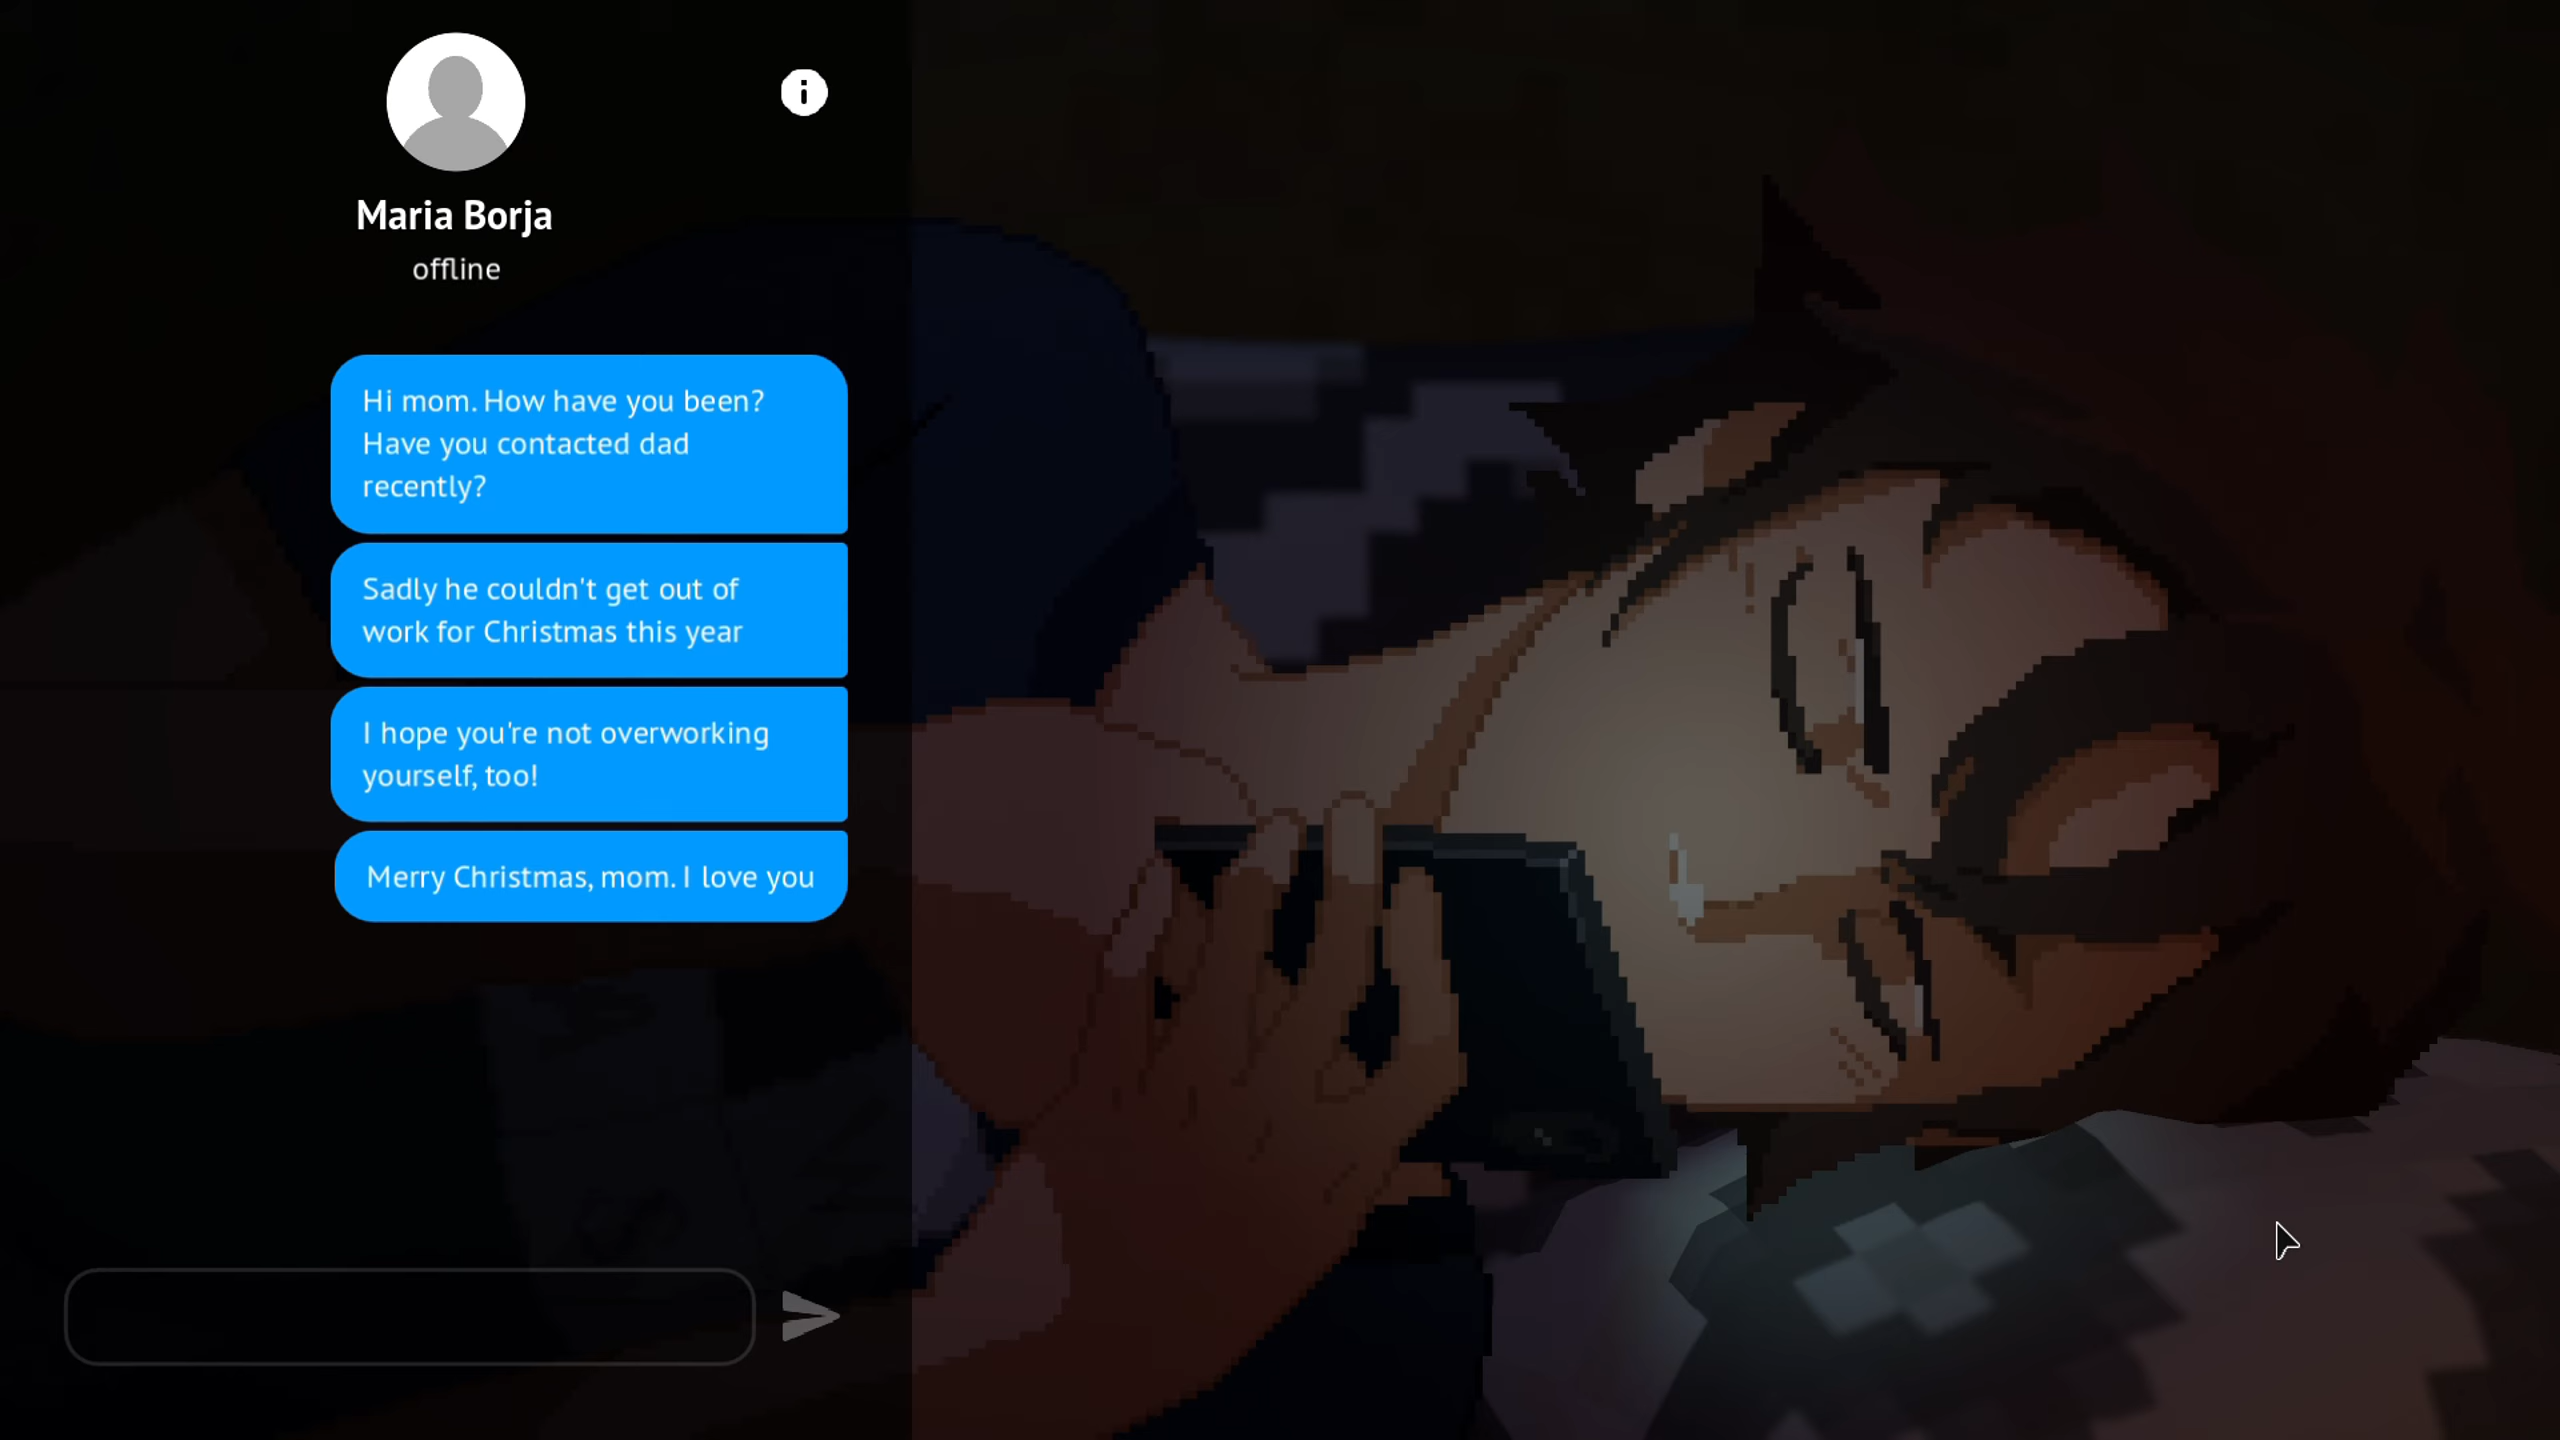 Maria Borja
offline
Hi mom. How have you been?
Have you contacted dad
recently?
Sadly he couldn't get out of
work for Christmas this year
I hope you're not overworking
yourself, too!
Merry Christmas, mom. I love you